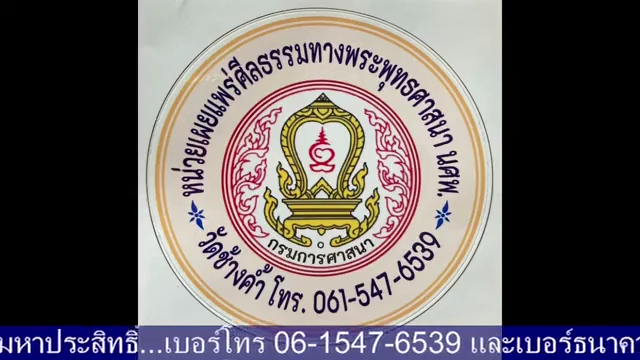 หน่วยเผยแพร่ศีลธรรมทางพระพุทธศาสนา นศพ.
กรมการศาสนา
วัดช้างค้ำ โทร. 061-547-6539
มหาประสิทธิ์...เบอร์โทร 06-1547-6539 และเบอร์ธนาค